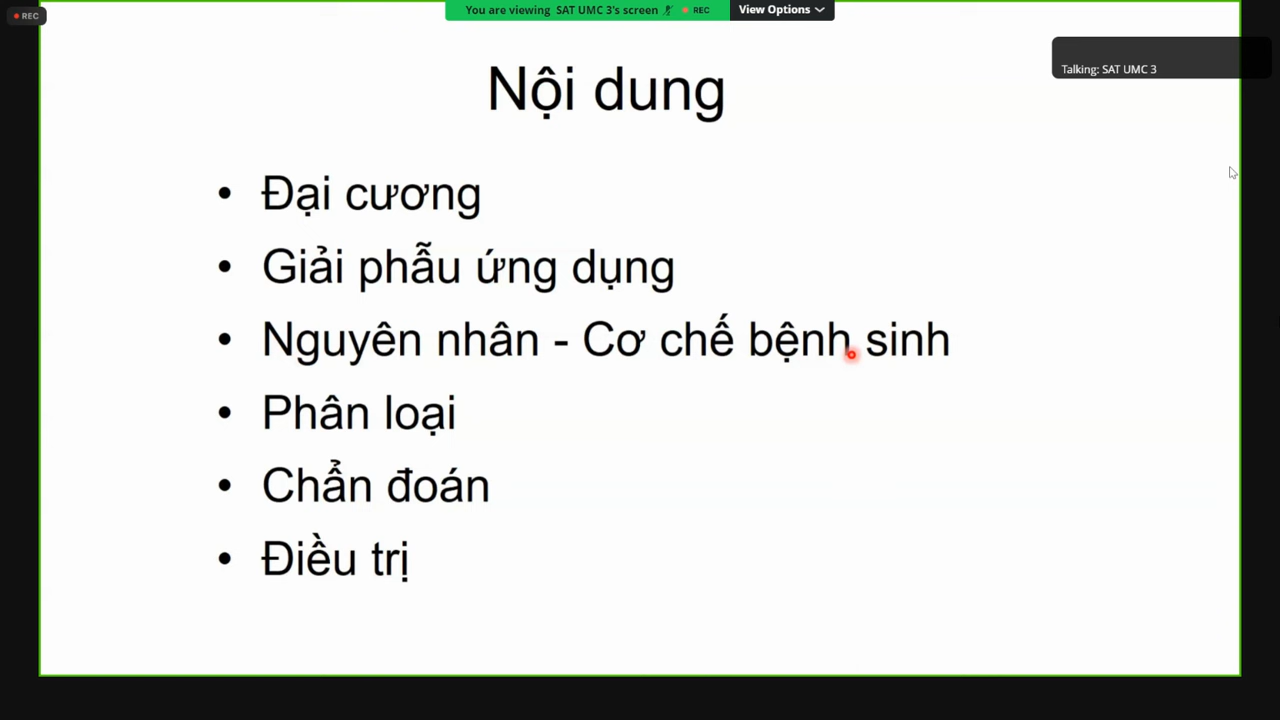 REC
You are viewing SAT UMC 3's screen REC View Options
Talking: SAT UMC 3
Nội dung
• Đại cương
• Giải phẫu ứng dụng
• Nguyên nhân - Cơ chế bệnh sinh
• Phân loại
• Chẩn đoán
• Điều trị